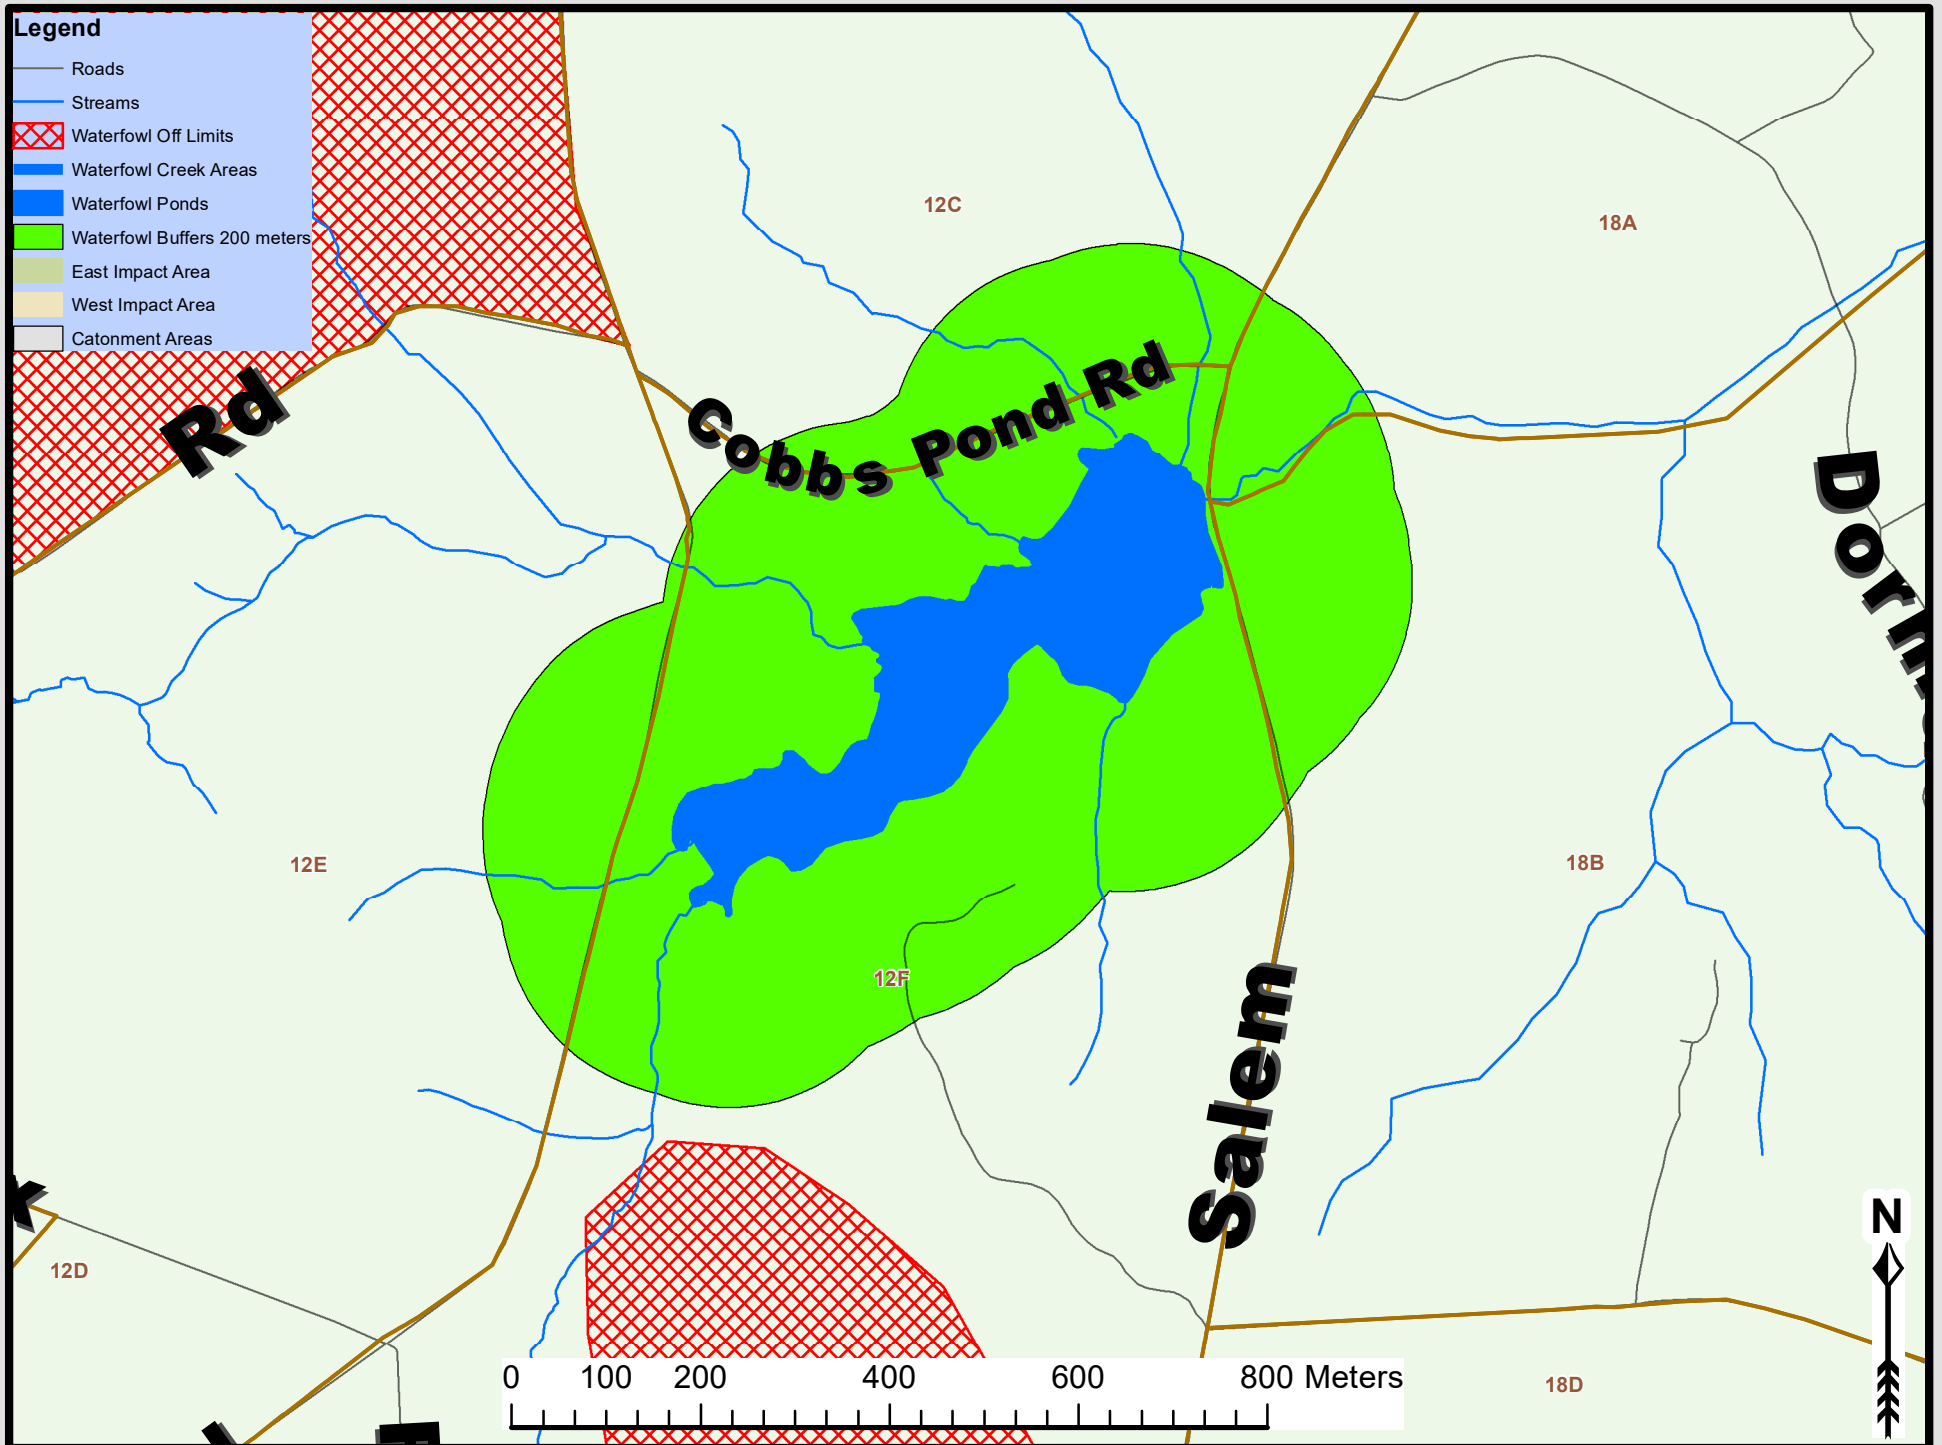 Legend
Roads
Streams
Waterfowl Off Limits
Waterfowl Creek Areas
Waterfowl Ponds
Waterfowl Buffers 200 meters
East Impact Area
West Impact Area
Catonment Areas
12C
18A
Rd
Cobbs Pond Rd
12E
18B
12F
Salem
N
12D
18D
0 100 200 400 600 800 Meters